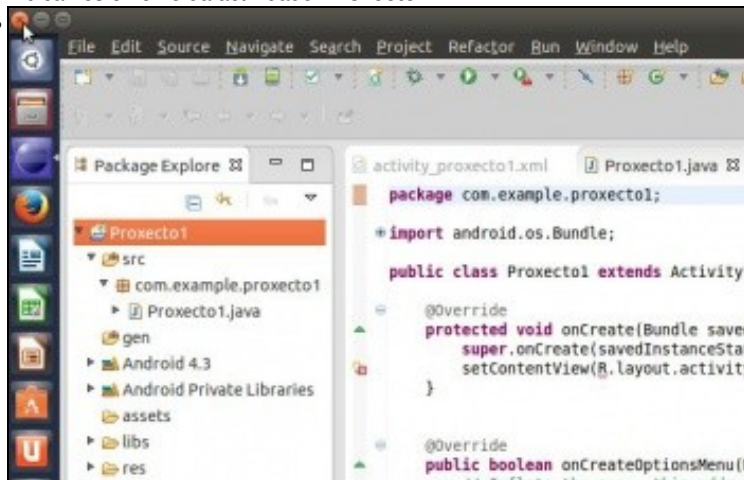 File Edit Source Navigate Search Project Refactor Run Window Help
Package Explore
activity_proxecto1.xml
Proxecto1.java
Proxecto1
src
com.example.proxecto1
Proxecto1.java
gen
Android 4.3
Android Private Libraries
assets
libs
res
package com.example.proxecto1;
import android.os.Bundle;
public class Proxecto1 extends Activity
@Override
protected void onCreate(Bundle save
super.onCreate(savedInstanceSta
setContentView(R.layout.activit
}
@Override
public boolean onCreateOptionsMenu(